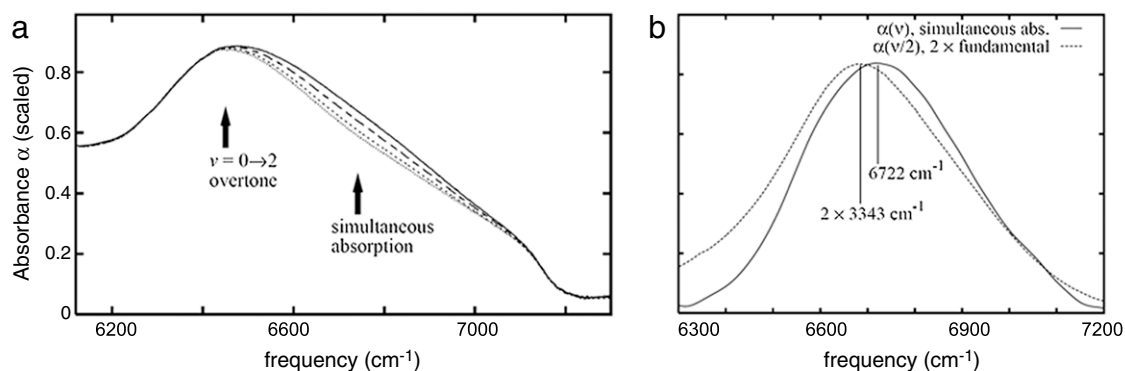 a
Absorbance α (scaled)
0.8
0.6
0.4
0.2
0
v = 0→2
overtone
simultaneous
absorption
6200
6600
7000
frequency (cm-1)
b
α(ν), simultaneous abs.
α(ν/2), 2 × fundamental
6722 cm-1
2 × 3343 cm-1
6300
6600
6900
7200
frequency (cm-1)